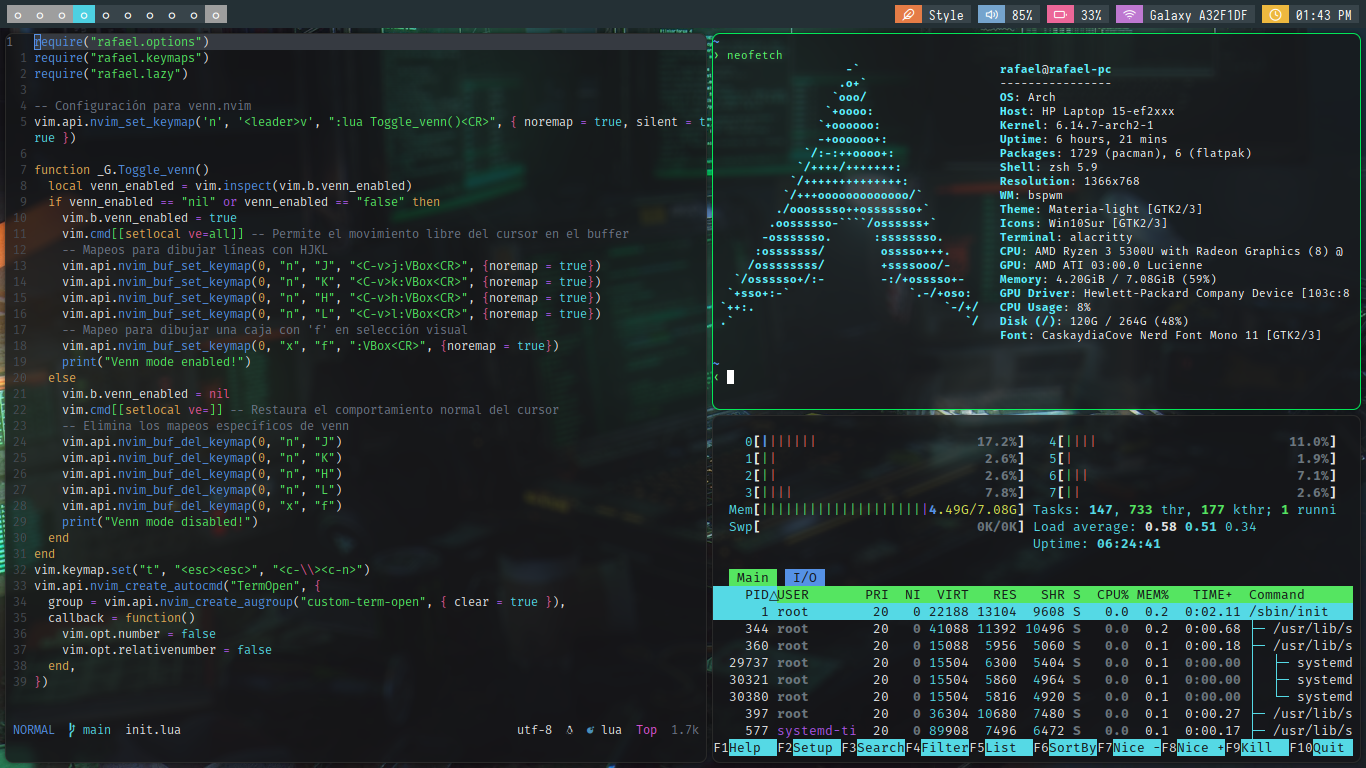 Style 85% 33% Galaxy A32F1DF 01:43 PM
1 require("rafael.options")
1 require("rafael.keymaps")
2 require("rafael.lazy")
3
4 -- Configuración para venn.nvim
5 vim.api.nvim_set_keymap('n', '<leader>v', ":lua Toggle_venn()<CR>", { noremap = true, silent = t
rue })
6
7 function _G.Toggle_venn()
8 local venn_enabled = vim.inspect(vim.b.venn_enabled)
9 if venn_enabled == "nil" or venn_enabled == "false" then
10 vim.b.venn_enabled = true
11 vim.cmd[[setlocal ve=all]] -- Permite el movimiento libre del cursor en el buffer
12 -- Mapeos para dibujar líneas con HJKL
13 vim.api.nvim_buf_set_keymap(0, "n", "J", "<C-v>j:VBox<CR>", {noremap = true})
14 vim.api.nvim_buf_set_keymap(0, "n", "K", "<C-v>k:VBox<CR>", {noremap = true})
15 vim.api.nvim_buf_set_keymap(0, "n", "H", "<C-v>h:VBox<CR>", {noremap = true})
16 vim.api.nvim_buf_set_keymap(0, "n", "L", "<C-v>l:VBox<CR>", {noremap = true})
17 -- Mapeo para dibujar una caja con 'f' en selección visual
18 vim.api.nvim_buf_set_keymap(0, "x", "f", ":VBox<CR>", {noremap = true})
19 print("Venn mode enabled!")
20 else
21 vim.b.venn_enabled = nil
22 vim.cmd[[setlocal ve=]] -- Restaura el comportamiento normal del cursor
23 -- Elimina los mapeos específicos de venn
24 vim.api.nvim_buf_del_keymap(0, "n", "J")
25 vim.api.nvim_buf_del_keymap(0, "n", "K")
26 vim.api.nvim_buf_del_keymap(0, "n", "H")
27 vim.api.nvim_buf_del_keymap(0, "n", "L")
28 vim.api.nvim_buf_del_keymap(0, "x", "f")
29 print("Venn mode disabled!")
30 end
31 end
32 vim.keymap.set("t", "<esc><esc>", "<c-\\><c-n>")
33 vim.api.nvim_create_autocmd("TermOpen", {
34 group = vim.api.nvim_create_augroup("custom-term-open", { clear = true }),
35 callback = function()
36 vim.opt.number = false
37 vim.opt.relativenumber = false
38 end,
39 })
NORMAL main init.lua utf-8 lua Top 1.7k
~
› neofetch
rafael@rafael-pc
----------------
OS: Arch
Host: HP Laptop 15-ef2xxx
Kernel: 6.14.7-arch2-1
Uptime: 6 hours, 21 mins
Packages: 1729 (pacman), 6 (flatpak)
Shell: zsh 5.9
Resolution: 1366x768
WM: bspwm
Theme: Materia-light [GTK2/3]
Icons: Win10Sur [GTK2/3]
Terminal: alacritty
CPU: AMD Ryzen 3 5300U with Radeon Graphics (8) @
GPU: AMD ATI 03:00.0 Lucienne
Memory: 4.20GiB / 7.08GiB (59%)
GPU Driver: Hewlett-Packard Company Device [103c:8
CPU Usage: 8%
Disk (/): 120G / 264G (48%)
Font: CaskaydiaCove Nerd Font Mono 11 [GTK2/3]
~
‹
0[||||||| 17.2%] 4[|||| 11.0%]
1[|| 2.6%] 5[| 1.9%]
2[|| 2.6%] 6[||| 7.1%]
3[|||| 7.8%] 7[|| 2.6%]
Mem[||||||||||||||||||||||||4.49G/7.08G] Tasks: 147, 733 thr, 177 kthr; 1 runni
Swp[ 0K/0K] Load average: 0.58 0.51 0.34
Uptime: 06:24:41
Main I/O
PID△USER PRI NI VIRT RES SHR S CPU% MEM% TIME+ Command
1 root 20 0 22188 13104 9608 S 0.0 0.2 0:02.11 /sbin/init
344 root 20 0 41088 11392 10496 S 0.0 0.2 0:00.68 ├─ /usr/lib/s
360 root 20 0 15088 5956 5060 S 0.0 0.1 0:00.18 ├─ /usr/lib/s
29737 root 20 0 15504 6300 5404 S 0.0 0.1 0:00.00 │ ├─ systemd
30321 root 20 0 15504 5860 4964 S 0.0 0.1 0:00.00 │ ├─ systemd
30380 root 20 0 15504 5816 4920 S 0.0 0.1 0:00.00 │ └─ systemd
397 root 20 0 36304 10680 7480 S 0.0 0.1 0:00.27 ├─ /usr/lib/s
577 systemd-ti 20 0 89908 7496 6472 S 0.0 0.1 0:00.17 ├─ /usr/lib/s
F1Help F2Setup F3SearchF4FilterF5List F6SortByF7Nice -F8Nice +F9Kill F10Quit